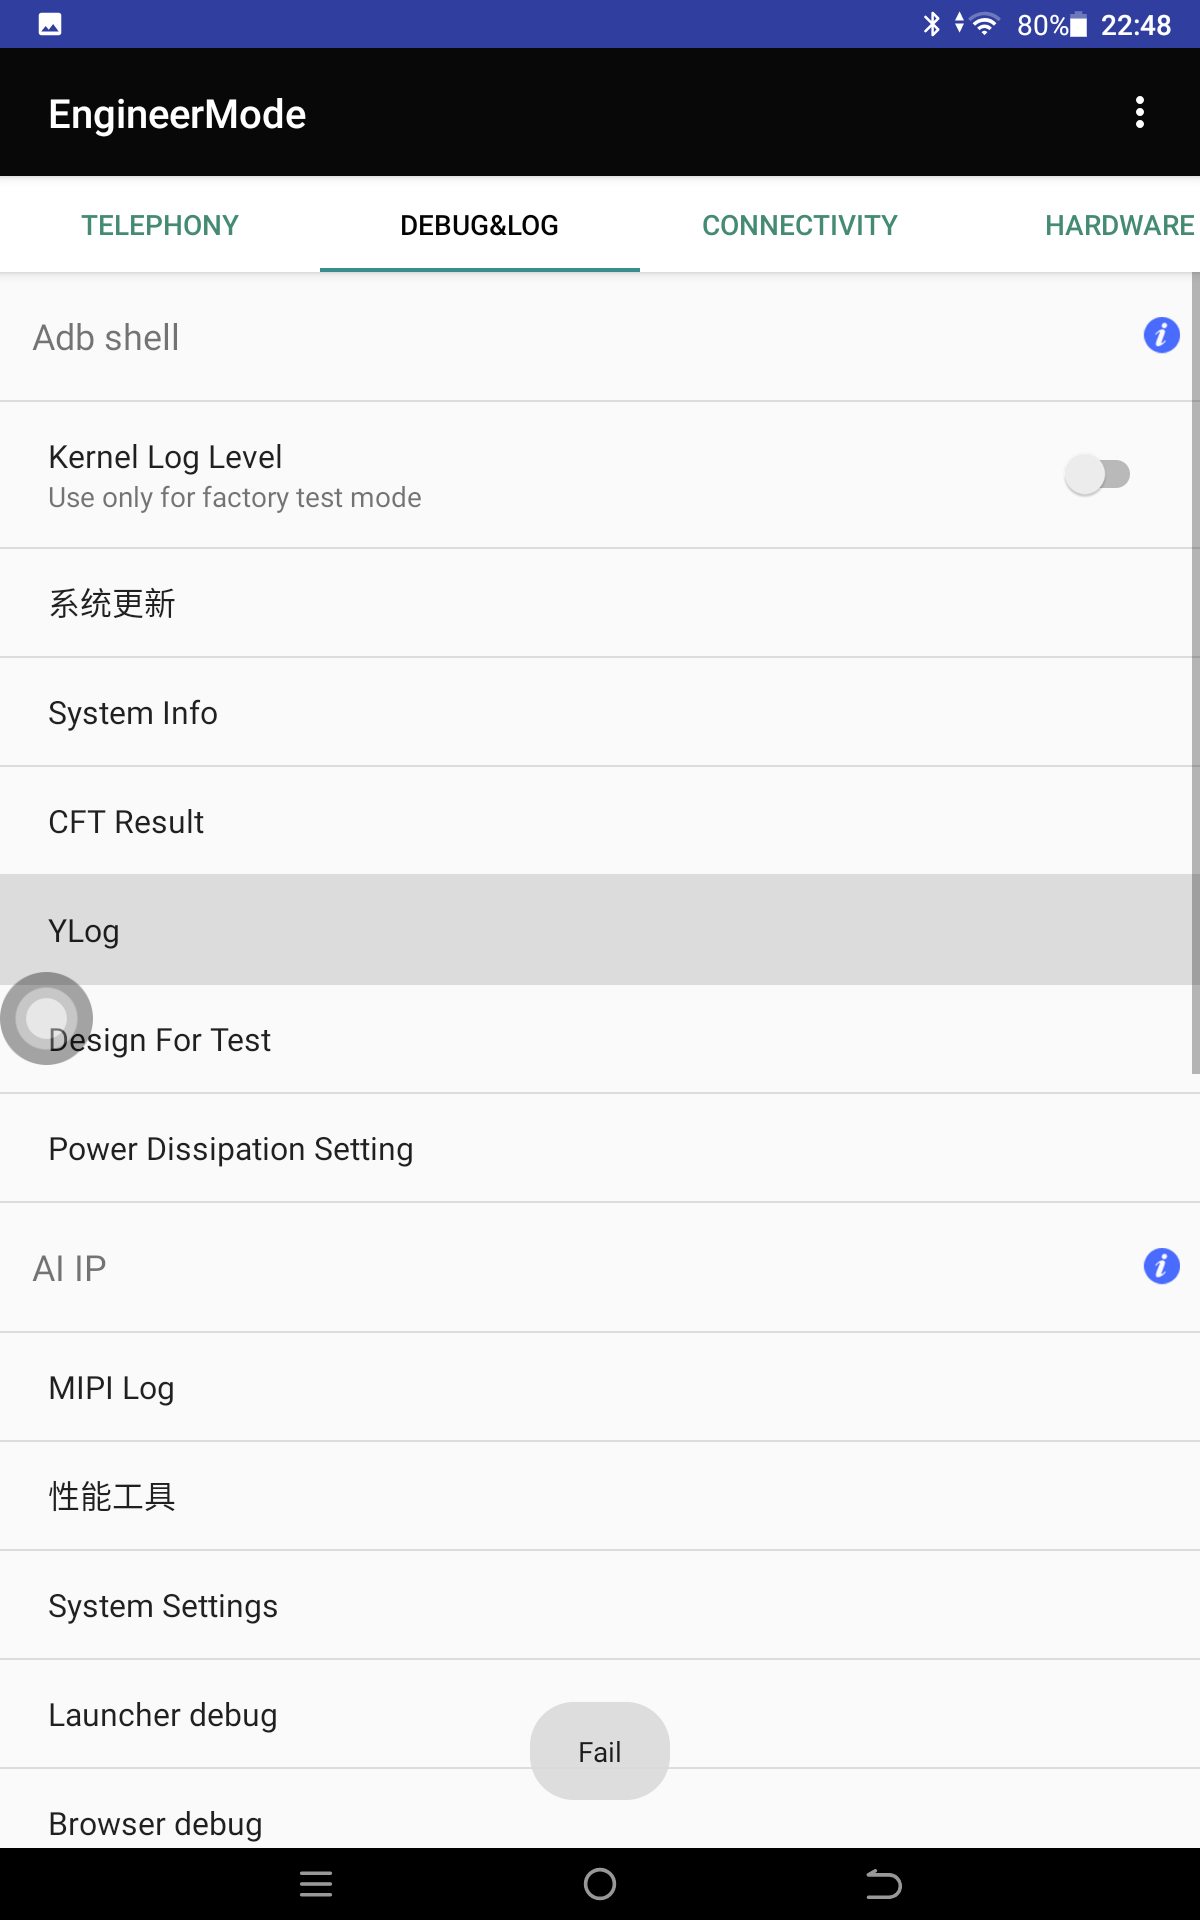 80% 22:48
EngineerMode
TELEPHONY DEBUG&LOG CONNECTIVITY HARDWARE
Adb shell
Kernel Log Level
Use only for factory test mode
系统更新
System Info
CFT Result
YLog
Design For Test
Power Dissipation Setting
AI IP
MIPI Log
性能工具
System Settings
Launcher debug
Fail
Browser debug